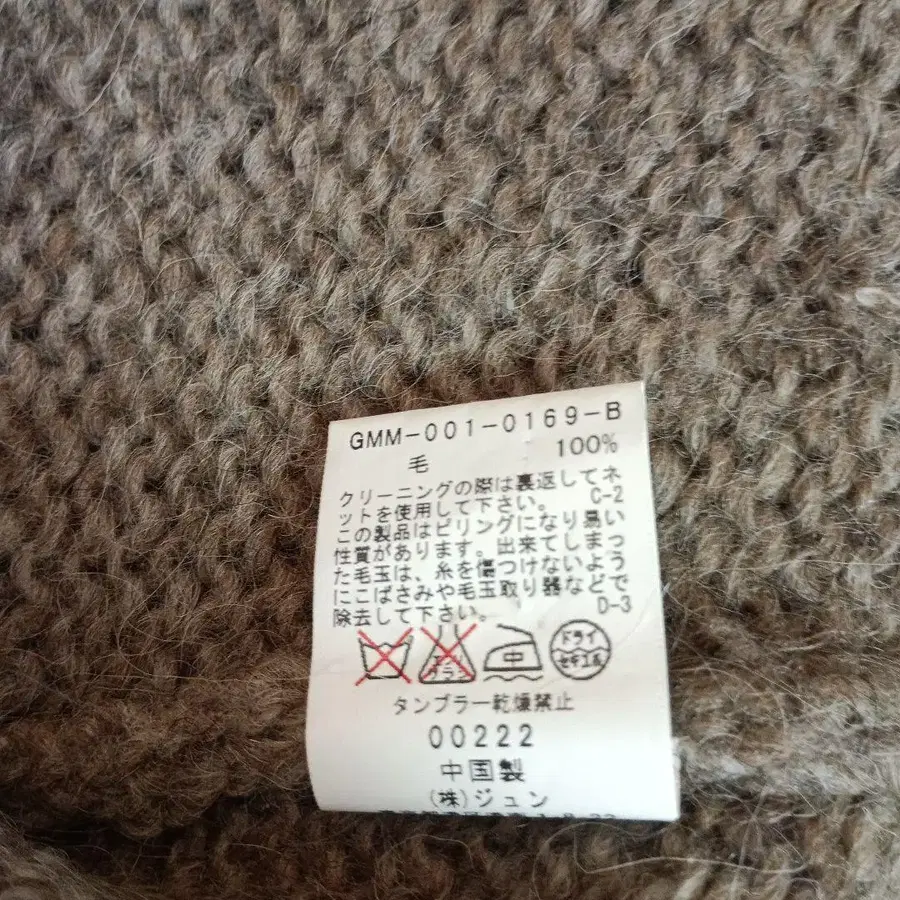 GMM-001-0169-B
毛 100%
クリーニングの際は裏返してネ
ットを使用して下さい。 C-2
この製品はピリングになり易い
性質があります。出来てしまっ
た毛玉は、糸を傷つけないよう
にこばさみや毛玉取り器などで
除去して下さい。 D-3
エンソ
サラシ
中
ドライ
セキユ系
タンブラー乾燥禁止
00222
中国製
(株)ジュン